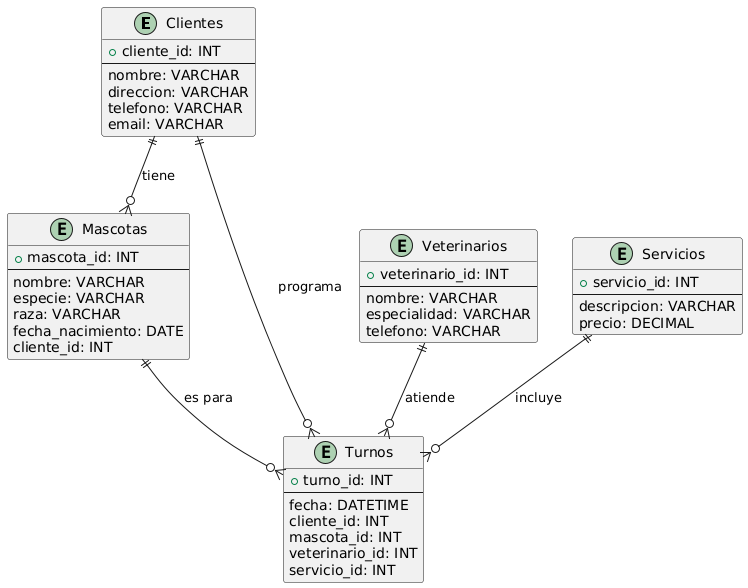 E Clientes
cliente_id: INT
nombre: VARCHAR
direccion: VARCHAR
telefono: VARCHAR
email: VARCHAR
tiene
programa
E Mascotas
mascota_id: INT
nombre: VARCHAR
especie: VARCHAR
raza: VARCHAR
fecha_nacimiento: DATE
cliente_id: INT
E Veterinarios
veterinario_id: INT
nombre: VARCHAR
especialidad: VARCHAR
telefono: VARCHAR
E Servicios
servicio_id: INT
descripcion: VARCHAR
precio: DECIMAL
es para
atiende
incluye
E Turnos
turno_id: INT
fecha: DATETIME
cliente_id: INT
mascota_id: INT
veterinario_id: INT
servicio_id: INT